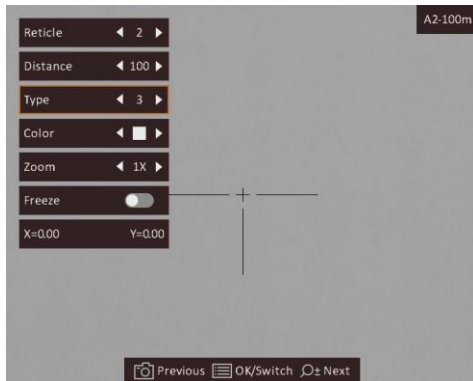 A2-100m
Reticle 2
Distance 100
Type 3
Color
Zoom 1X
Freeze
X=0.00 Y=0.00
Previous OK/Switch Next